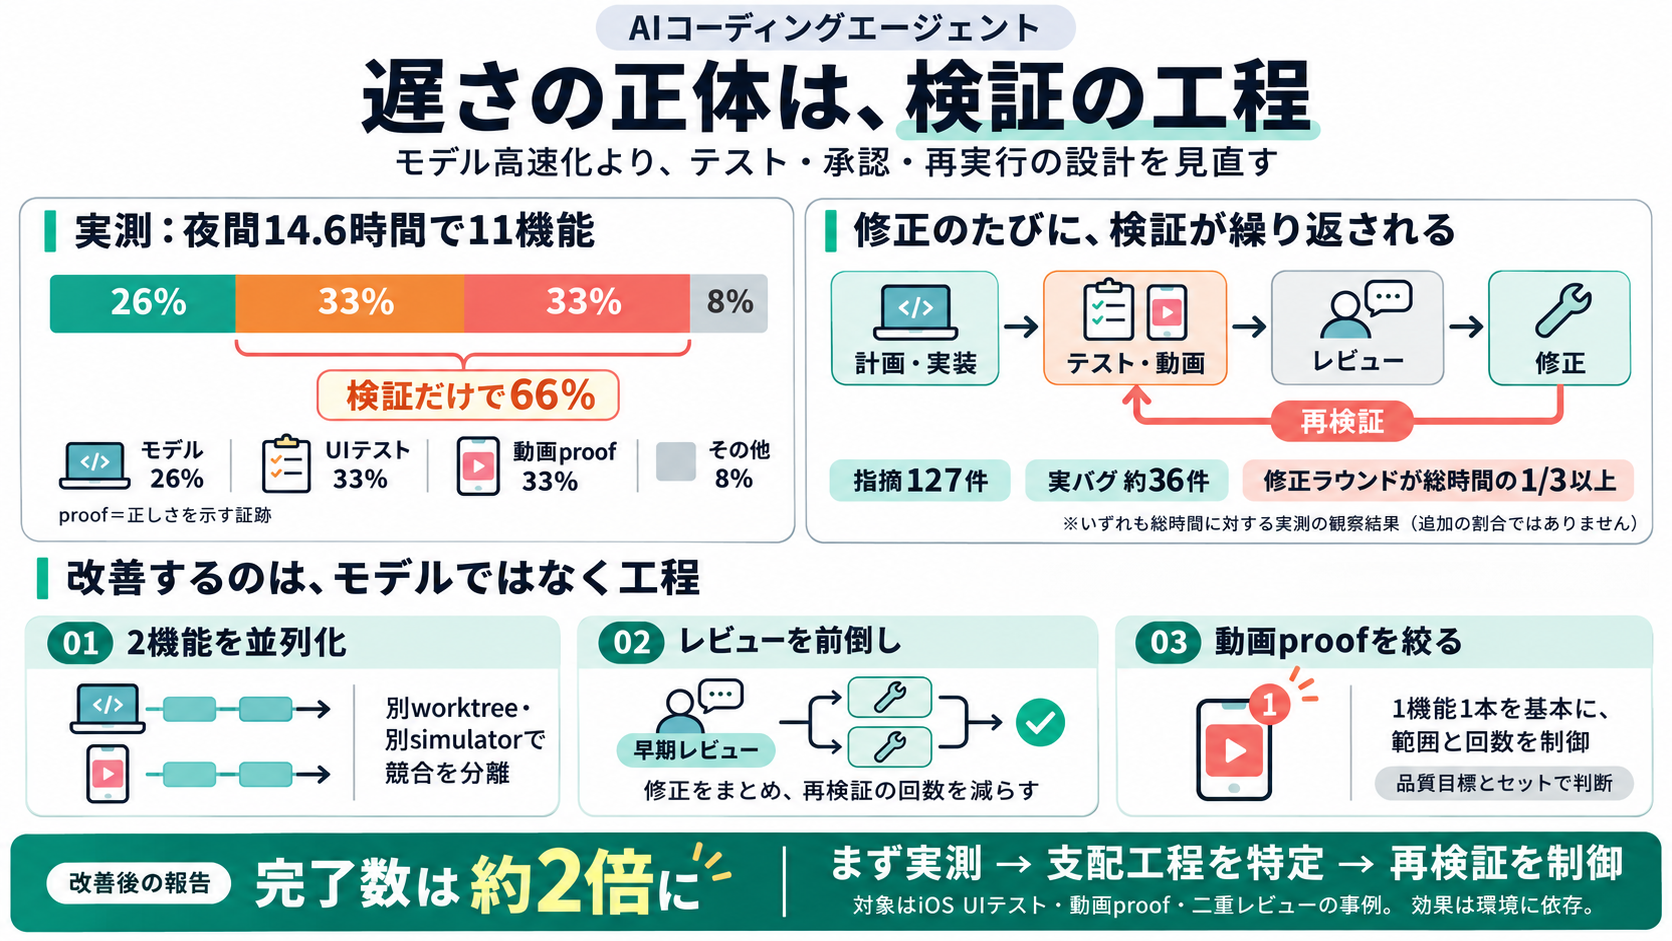 AIコーディングエージェント
遅さの正体は、検証の工程
モデル高速化より、テスト・承認・再実行の設計を見直す
実測：夜間14.6時間で11機能
26%
33%
33%
8%
検証だけで66%
モデル
26%
UIテスト
33%
動画proof
33%
その他
8%
proof＝正しさを示す証跡
修正のたびに、検証が繰り返される
計画・実装
テスト・動画
レビュー
修正
再検証
指摘127件
実バグ 約36件
修正ラウンドが総時間の1/3以上
※いずれも総時間に対する実測の観察結果（追加の割合ではありません）
改善するのは、モデルではなく工程
01 2機能を並列化
別worktree・
別simulatorで
競合を分離
02 レビューを前倒し
早期レビュー
修正をまとめ、再検証の回数を減らす
03 動画proofを絞る
1
1機能1本を基本に、
範囲と回数を制御
品質目標とセットで判断
改善後の報告
完了数は約2倍に
まず実測 → 支配工程を特定 → 再検証を制御
対象はiOS UIテスト・動画proof・二重レビューの事例。 効果は環境に依存。